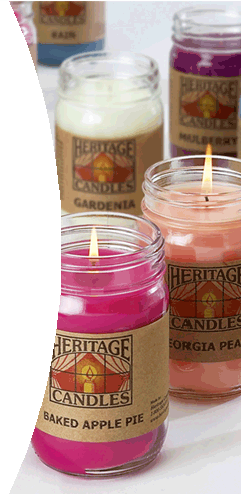 RAIN
HERITAGE
CANDLES
MULBERRY
HERITAGE
CANDLES
GARDENIA
HERITAGE
CANDLES
EORGIA PEA
HERITAGE
CANDLES
BAKED APPLE PIE